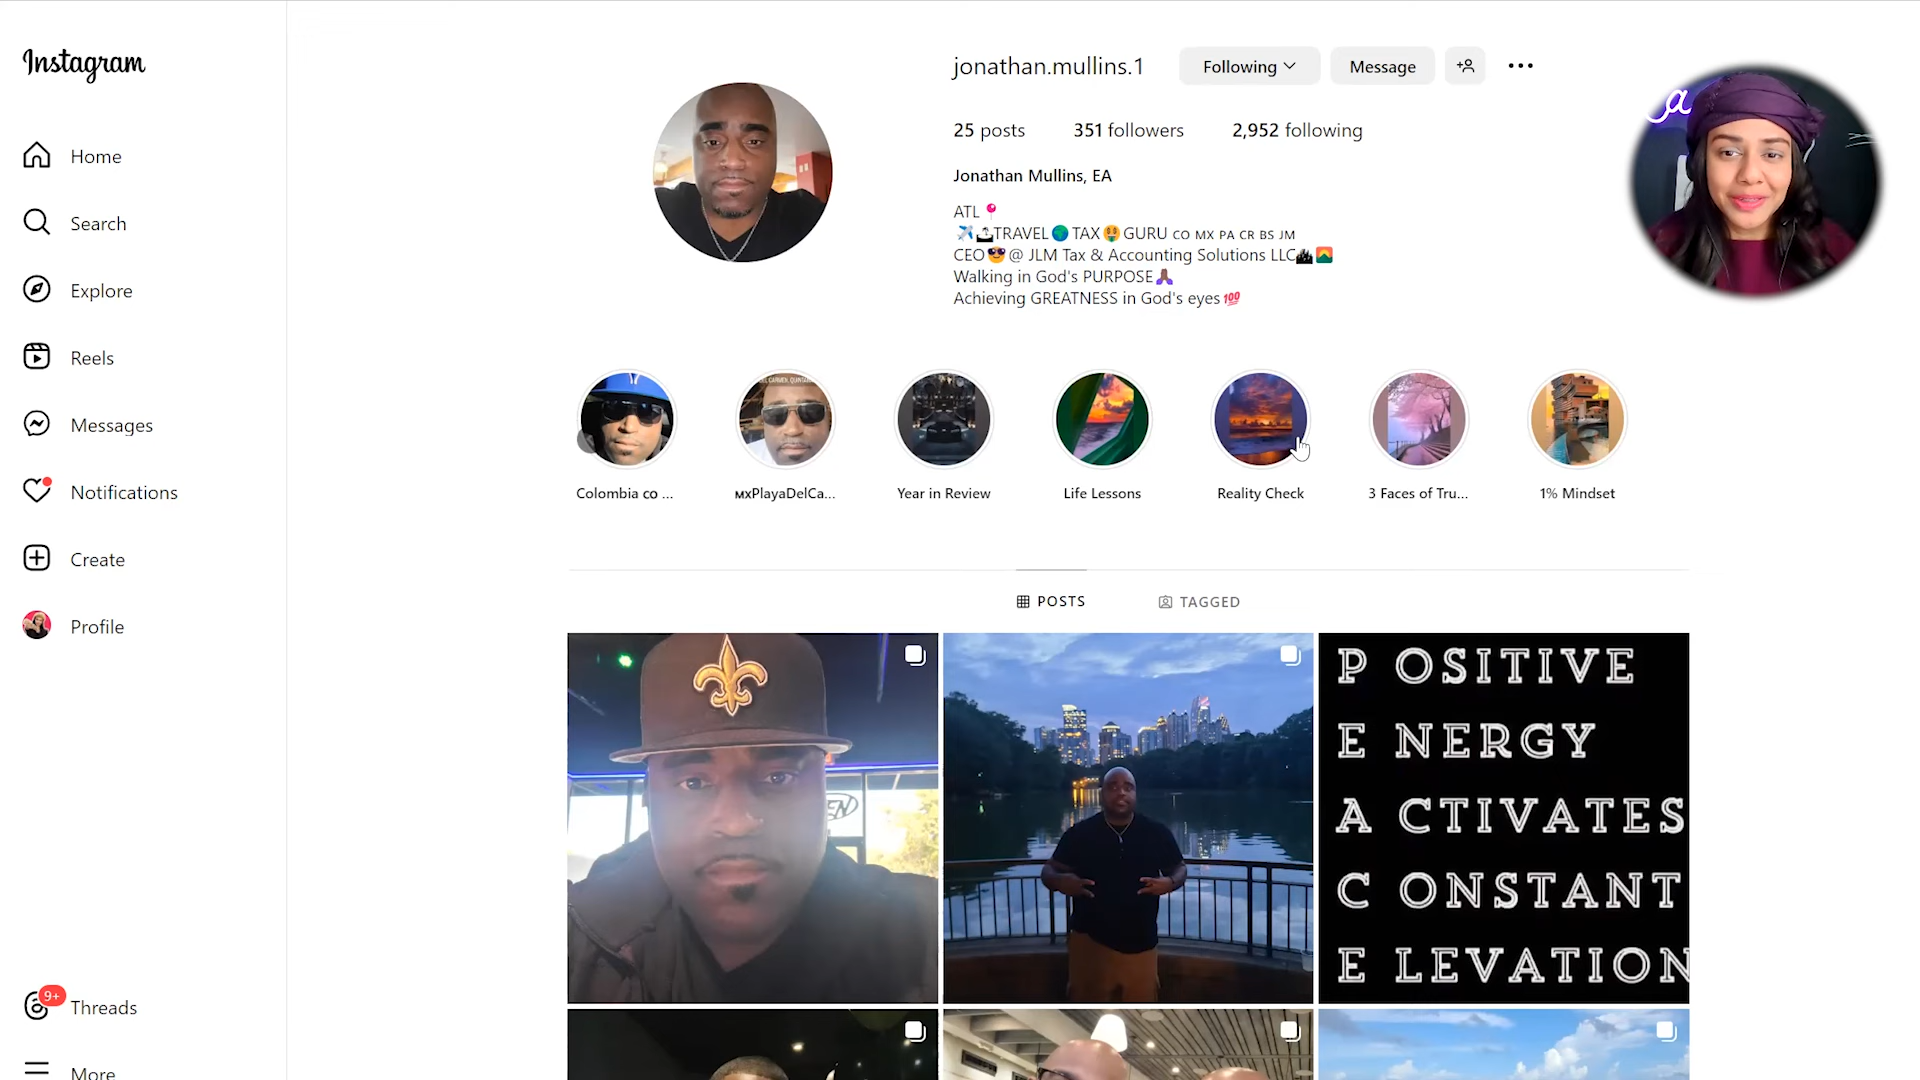 Instagram
Home
Search
Explore
Reels
Messages
Notifications
Create
Profile
9+
Threads
More
jonathan.mullins.1
Following
Message
25 posts
351 followers
2,952 following
Jonathan Mullins, EA
ATL📍
✈️🏝️TRAVEL🌎TAX🤑GURU CO MX PA CR BS JM
CEO😎@ JLM Tax & Accounting Solutions LLC🏙️🌄
Walking in God's PURPOSE🙏🏾
Achieving GREATNESS in God's eyes💯
Colombia CO ...
MXPlayaDelCa...
Year in Review
Life Lessons
Reality Check
3 Faces of Tru...
1% Mindset
POSTS
TAGGED
P OSITIVE
E NERGY
A CTIVATES
C ONSTANT
E LEVATION